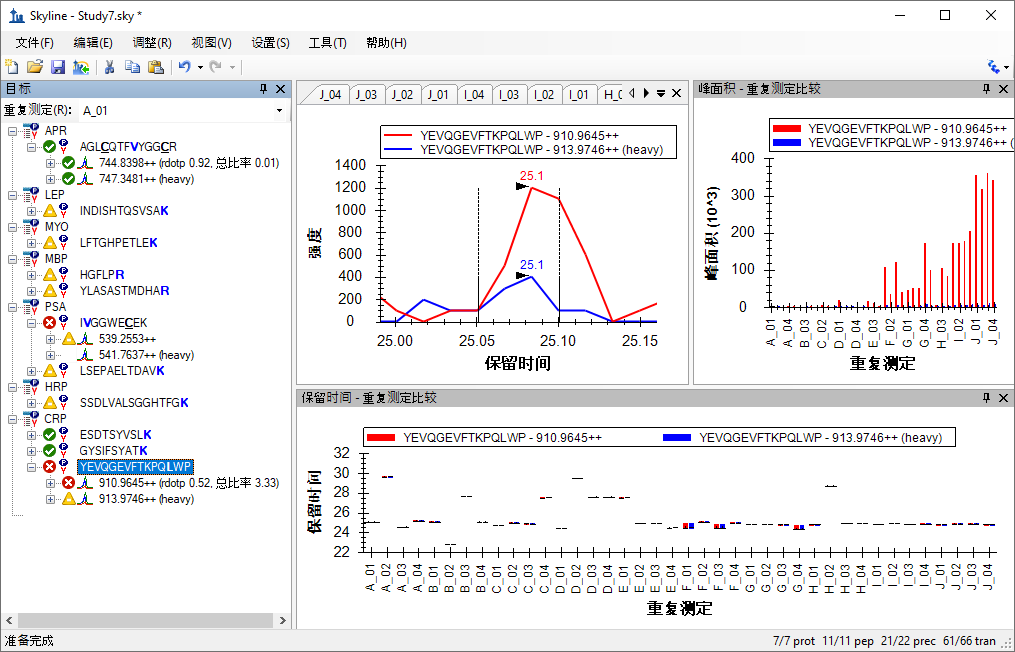 Skyline - Study7.sky *
文件(F) 编辑(E) 调整(R) 视图(V) 设置(S) 工具(T) 帮助(H)
目标
重复测定(R): A_01
APR
AGLCQTFVYGGCR
744.8398++ (rdotp 0.92, 总比率 0.01)
747.3481++ (heavy)
LEP
INDISHTQSVSAK
MYO
LFTGHPETLEK
MBP
HGFLPR
YLASASTMDHAR
PSA
IVGGWECEK
539.2553++
541.7637++ (heavy)
LSEPAELTDAVK
HRP
SSDLVALSGGHTFGK
CRP
ESDTSYVSLK
GYSIFSYATK
YEVQGEVFTKPQLWP
910.9645++ (rdotp 0.52, 总比率 3.33)
913.9746++ (heavy)
J_04 J_03 J_02 J_01 I_04 I_03 I_02 I_01
YEVQGEVFTKPQLWP - 910.9645++
YEVQGEVFTKPQLWP - 913.9746++ (heavy)
1400
1200
1000
800
600
400
200
0
强度
25.1
25.1
25.00 25.05 25.10 25.15
保留时间
峰面积 - 重复测定比较
YEVQGEVFTKPQLWP - 910.9645++
YEVQGEVFTKPQLWP - 913.9746++
400
300
200
100
0
峰面积 (10^3)
A_01 A_04 B_03 C_02 D_01 D_04 E_03 F_02 G_01 G_04 H_03 I_02 J_01 J_04
重复测定
保留时间 - 重复测定比较
YEVQGEVFTKPQLWP - 910.9645++ YEVQGEVFTKPQLWP - 913.9746++ (heavy)
32
30
28
26
24
22
保留时间
A_01 A_02 A_03 A_04 B_01 B_02 B_03 B_04 C_01 C_02 C_03 C_04 D_01 D_02 D_03 D_04 E_01 E_02 E_03 E_04 F_01 F_02 F_03 F_04 G_01 G_02 G_03 G_04 H_01 H_02 H_03 H_04 I_01 I_02 I_03 I_04 J_01 J_02 J_03 J_04
重复测定
准备完成
7/7 prot 11/11 pep 21/22 prec 61/66 tran